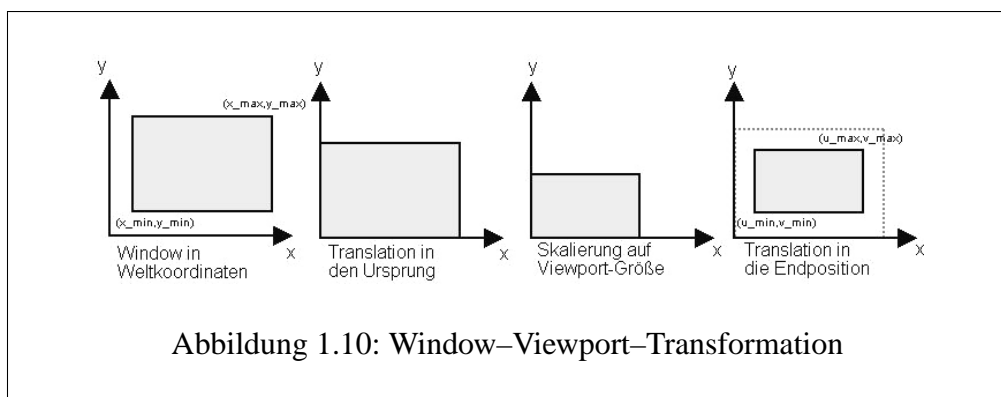 y
(x_max,y_max)
(x_min,y_min)
x
Window in
Weltkoordinaten
y
x
Translation in
den Ursprung
y
x
Skalierung auf
Viewport-Größe
y
(u_max,v_max)
(u_min,v_min)
x
Translation in
die Endposition
Abbildung 1.10: Window–Viewport–Transformation